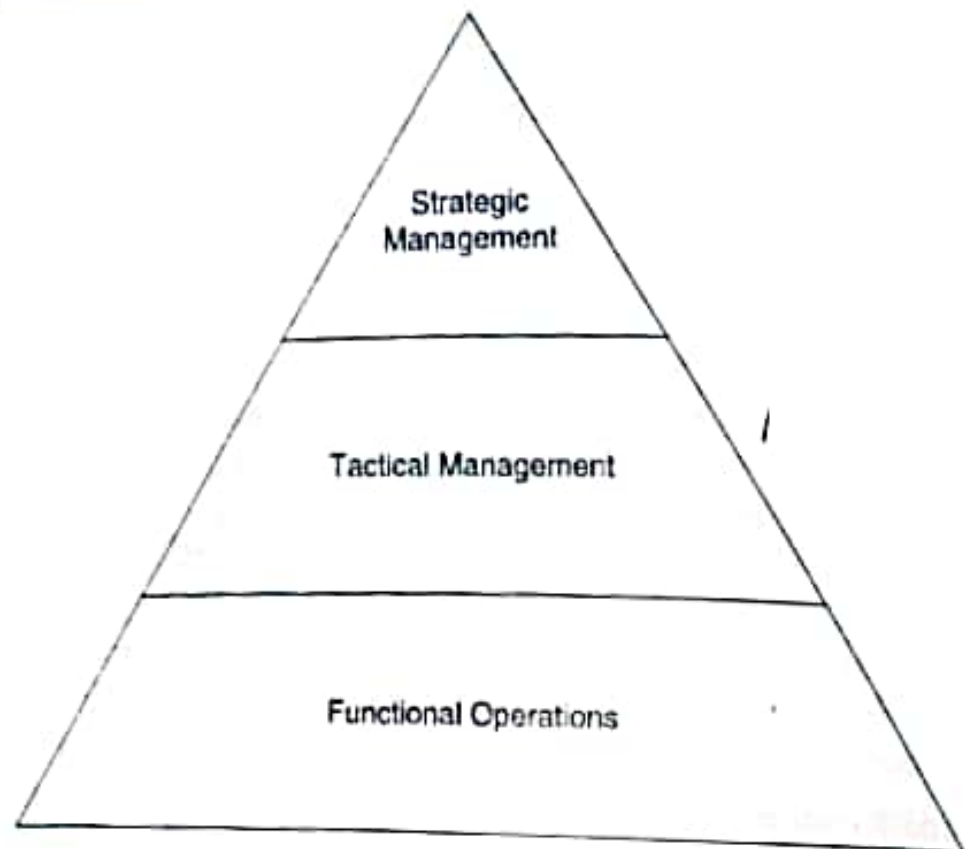 Strategic
Management
Tactical Management
Functional Operations